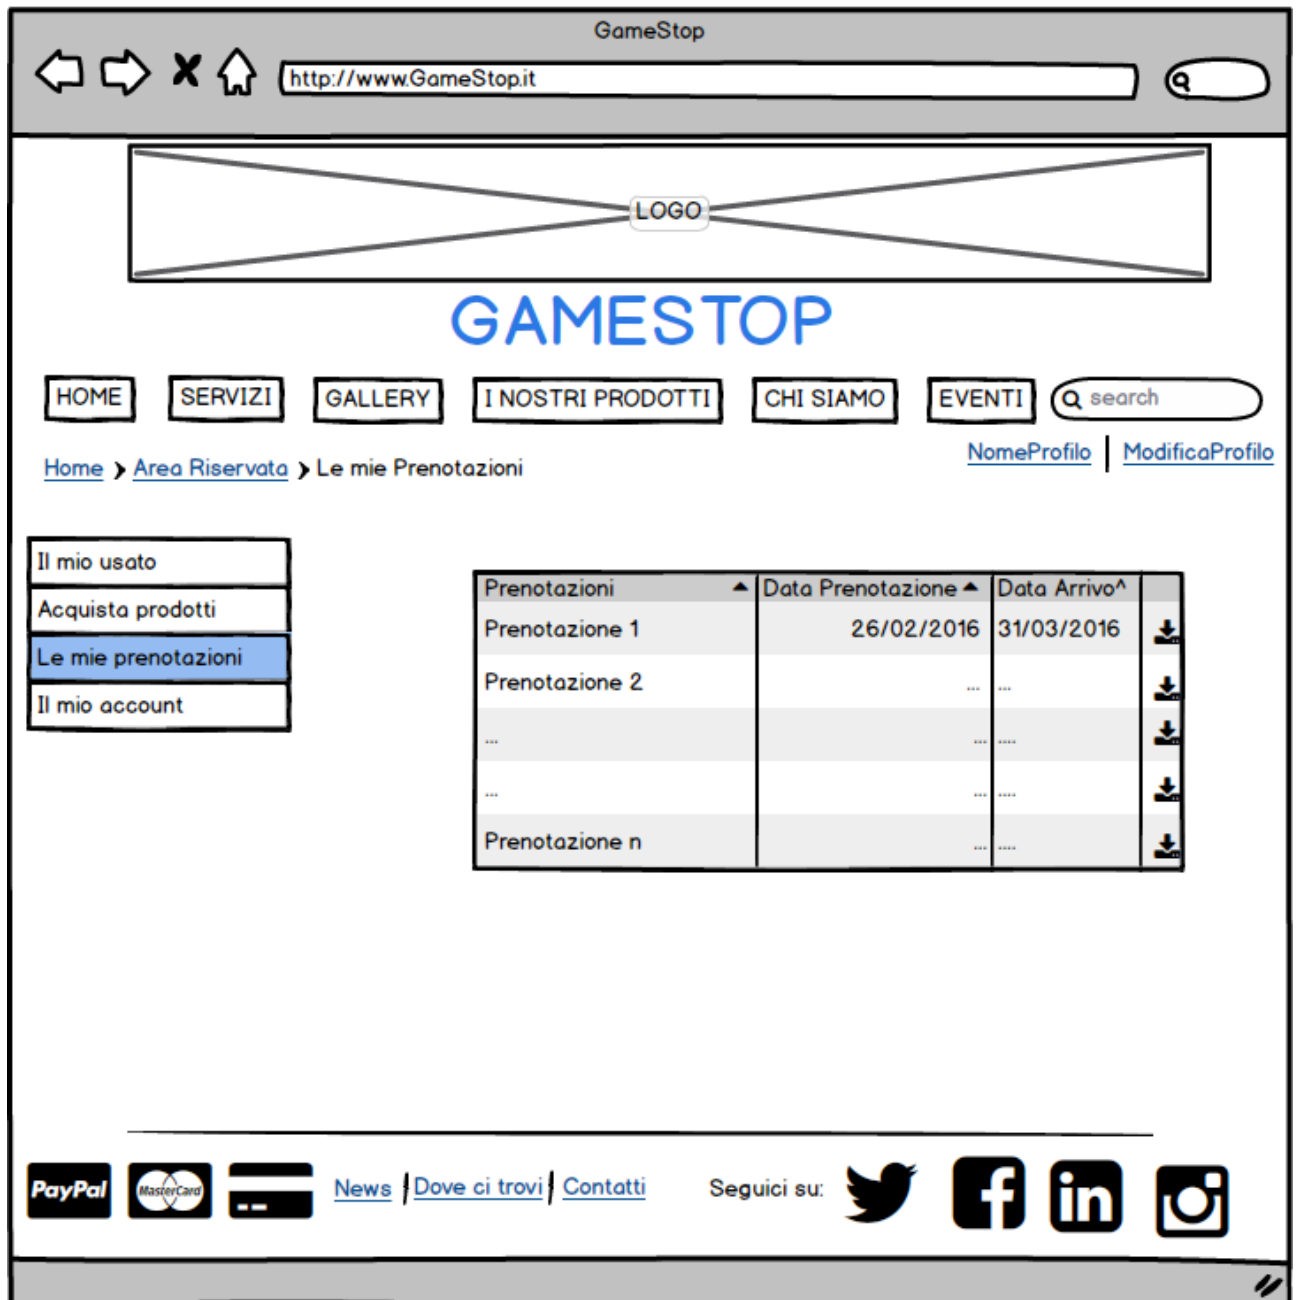 GameStop
http://www.GameStop.it
LOGO
GAMESTOP
HOME SERVIZI GALLERY I NOSTRI PRODOTTI CHI SIAMO EVENTI search
NomeProfilo ModificaProfilo
Home Area Riservata Le mie Prenotazioni
Il mio usato
Acquista prodotti
Le mie prenotazioni
Il mio account
Prenotazioni Data Prenotazione Data Arrivo^
Prenotazione 1 26/02/2016 31/03/2016
Prenotazione 2 ... ...
... ... ....
... ... ....
Prenotazione n ... ....
PayPal MasterCard News Dove ci trovi Contatti Seguici su: f in